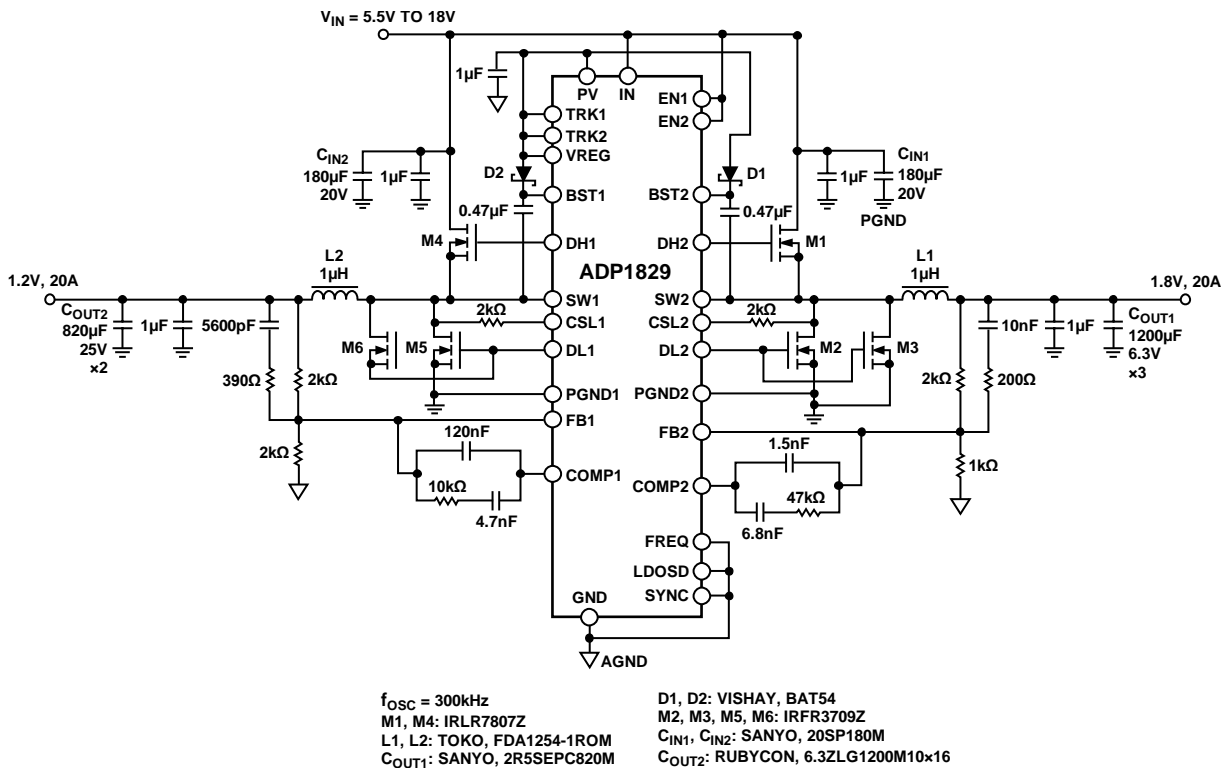 VIN = 5.5V TO 18V
1µF
PV
IN
TRK1
TRK2
VREG
EN1
EN2
CIN2
180µF
20V
1µF
D2
BST1
0.47µF
M4
DH1
ADP1829
BST2
D1
0.47µF
DH2
M1
1µF
CIN1
180µF
20V
PGND
1.2V, 20A
L2
1µH
SW1
SW2
L1
1µH
1.8V, 20A
COUT2
820µF
25V
×2
1µF
5600pF
2kΩ
CSL1
CSL2
2kΩ
10nF
1µF
COUT1
1200µF
6.3V
×3
M6
M5
DL1
DL2
M2
M3
390Ω
2kΩ
PGND1
PGND2
2kΩ
200Ω
FB1
FB2
2kΩ
120nF
10kΩ
4.7nF
COMP1
COMP2
1.5nF
47kΩ
6.8nF
1kΩ
FREQ
LDOSD
SYNC
GND
AGND
fOSC = 300kHz
M1, M4: IRLR7807Z
L1, L2: TOKO, FDA1254-1ROM
COUT1: SANYO, 2R5SEPC820M
D1, D2: VISHAY, BAT54
M2, M3, M5, M6: IRFR3709Z
CIN1, CIN2: SANYO, 20SP180M
COUT2: RUBYCON, 6.3ZLG1200M10×16